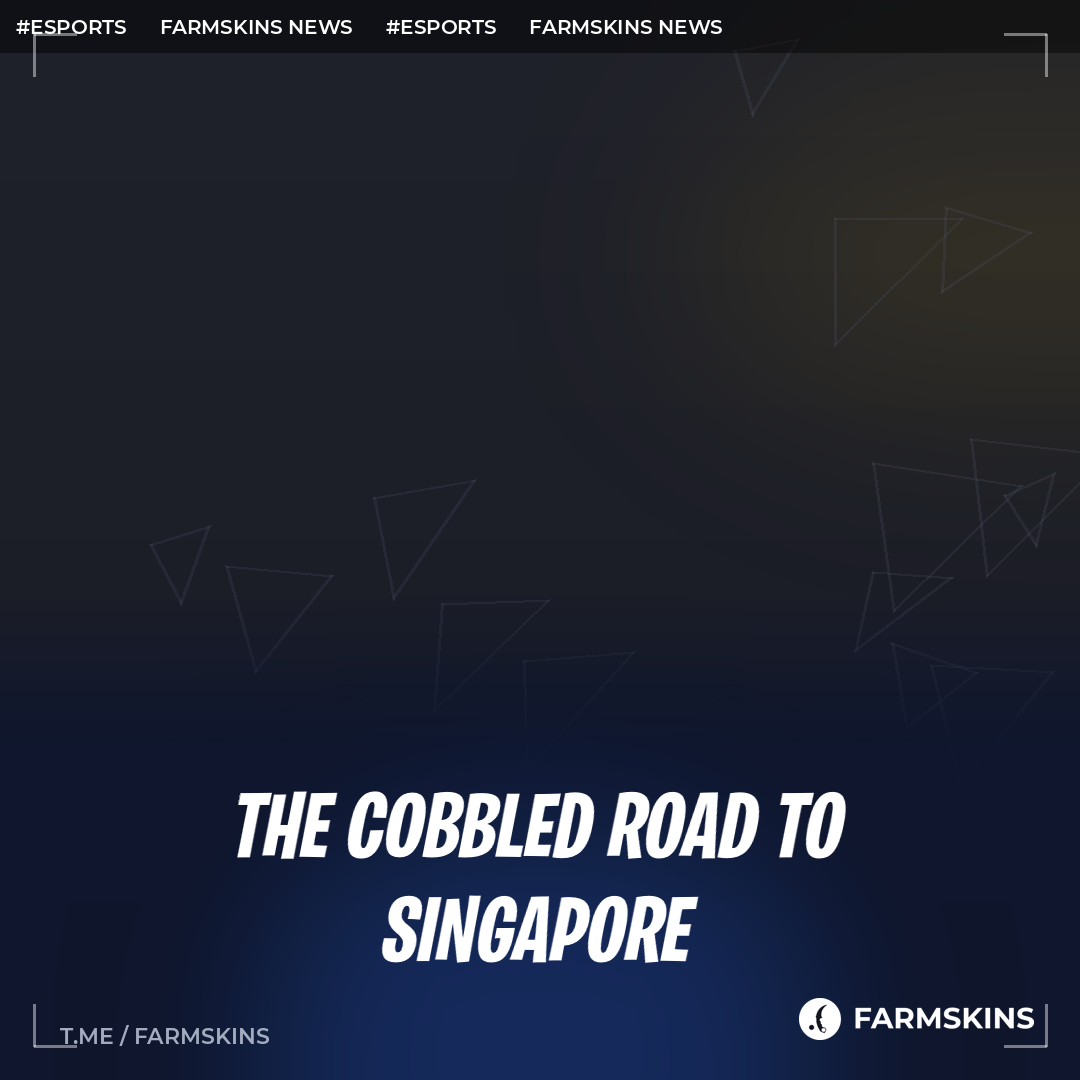 #ESPORTS FARMSKINS NEWS #ESPORTS FARMSKINS NEWS
THE COBBLED ROAD TO
SINGAPORE
T.ME / FARMSKINS
FARMSKINS